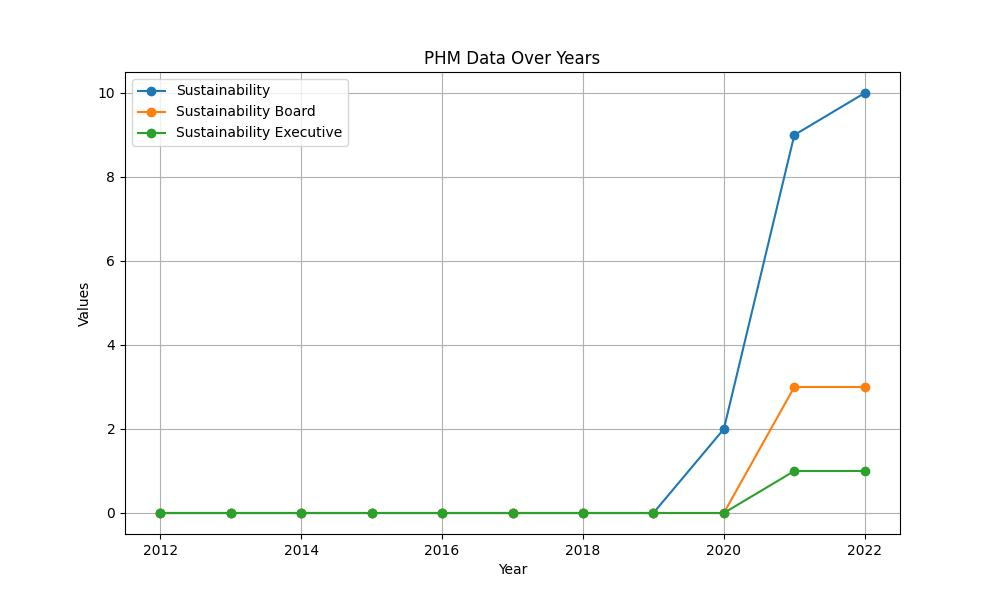 PHM Data Over Years
Sustainability
Sustainability Board
Sustainability Executive
10
8
6
4
2
0
Values
2012
2014
2016
2018
2020
2022
Year